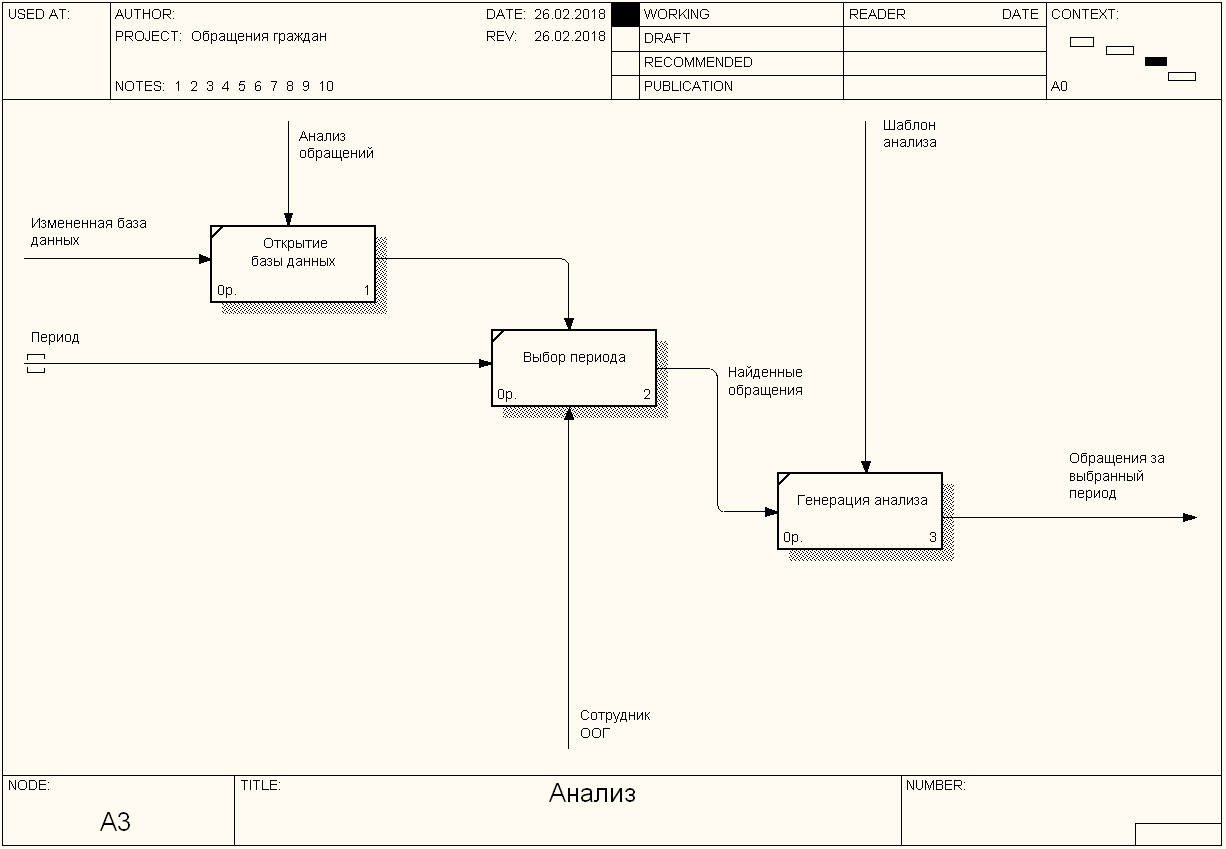 USED AT:
AUTHOR:
DATE: 26.02.2018
PROJECT: Обращения граждан
REV: 26.02.2018
NOTES: 1 2 3 4 5 6 7 8 9 10
WORKING
DRAFT
RECOMMENDED
PUBLICATION
READER
DATE
CONTEXT:
A0
Анализ
обращений
Шаблон
анализа
Измененная база
данных
Открытие
базы данных
0р.
1
Период
Выбор периода
0р.
2
Найденные
обращения
Генерация анализа
0р.
3
Обращения за
выбранный
период
Сотрудник
ООГ
NODE:
A3
TITLE:
Анализ
NUMBER: